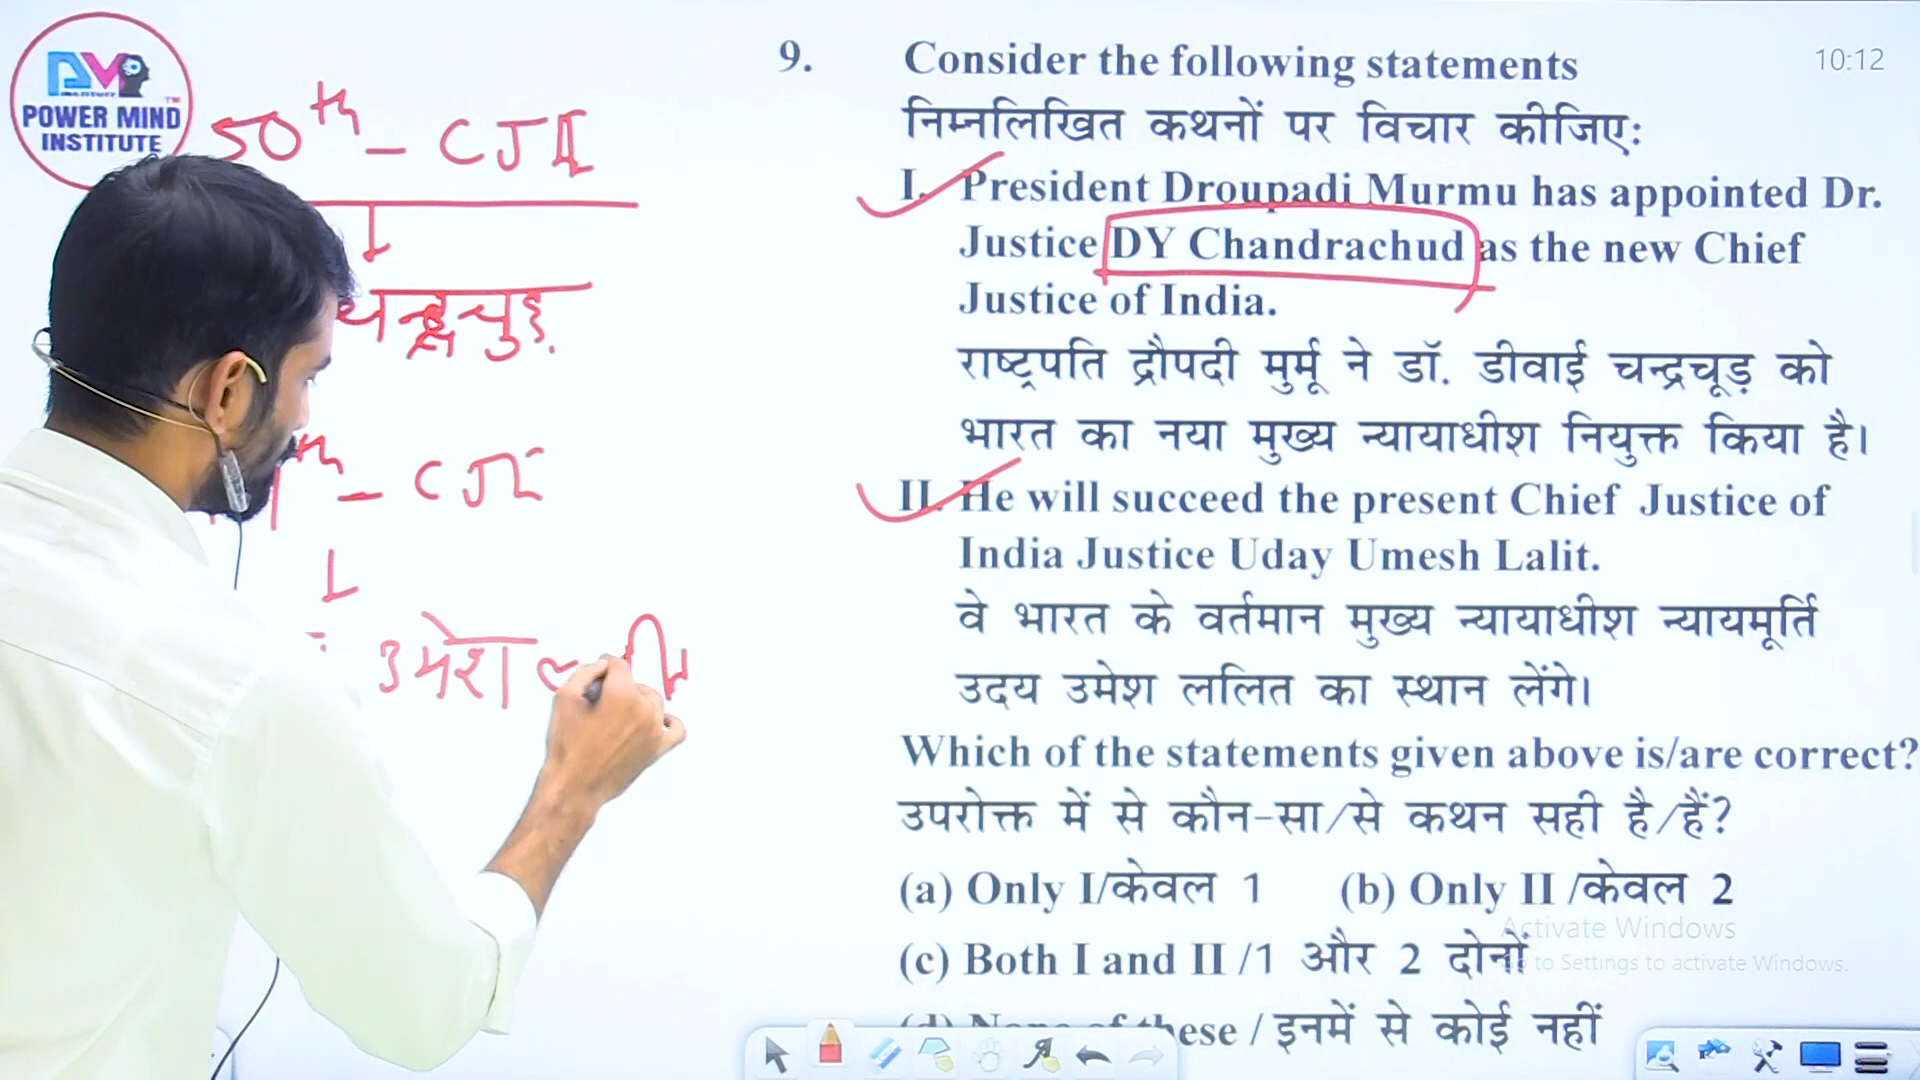 POWER MIND
INSTITUTE
TM
50th - CJI
चन्द्रचुड़
th - CJI
उमेश
9. Consider the following statements
10:12
निम्नलिखित कथनों पर विचार कीजिए:
I. President Droupadi Murmu has appointed Dr.
Justice DY Chandrachud as the new Chief
Justice of India.
राष्ट्रपति द्रौपदी मुर्मू ने डॉ. डीवाई चन्द्रचूड़ को
भारत का नया मुख्य न्यायाधीश नियुक्त किया है।
II. He will succeed the present Chief Justice of
India Justice Uday Umesh Lalit.
वे भारत के वर्तमान मुख्य न्यायाधीश न्यायमूर्ति
उदय उमेश ललित का स्थान लेंगे।
Which of the statements given above is/are correct?
उपरोक्त में से कौन-सा/से कथन सही है/हैं?
(a) Only I/केवल 1 (b) Only II /केवल 2
(c) Both I and II /1 और 2 दोनों
(d) None of these / इनमें से कोई नहीं
Activate Windows
to Settings to activate Windows.